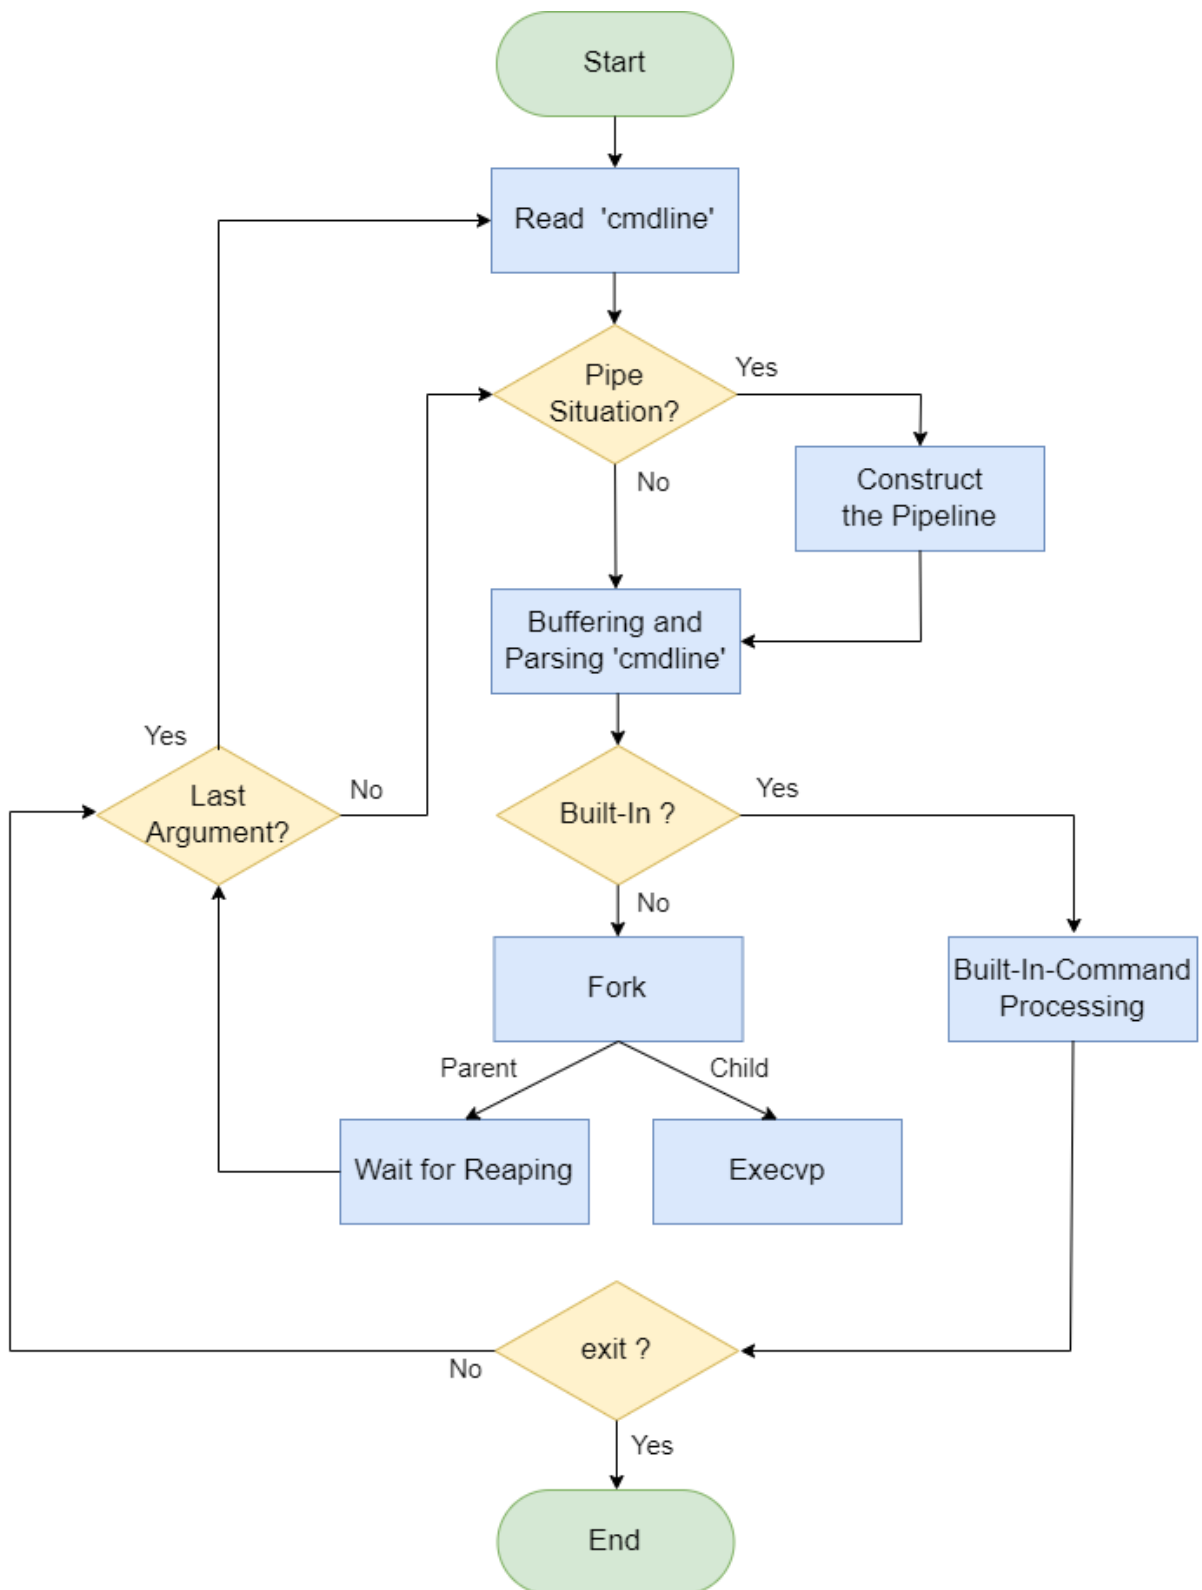 Start
Read 'cmdline'
Pipe
Situation?
Yes
No
Construct
the Pipeline
Buffering and
Parsing 'cmdline'
Yes
Last
Argument?
No
Built-In ?
Yes
No
Fork
Built-In-Command
Processing
Parent
Child
Wait for Reaping
Execvp
exit ?
No
Yes
End